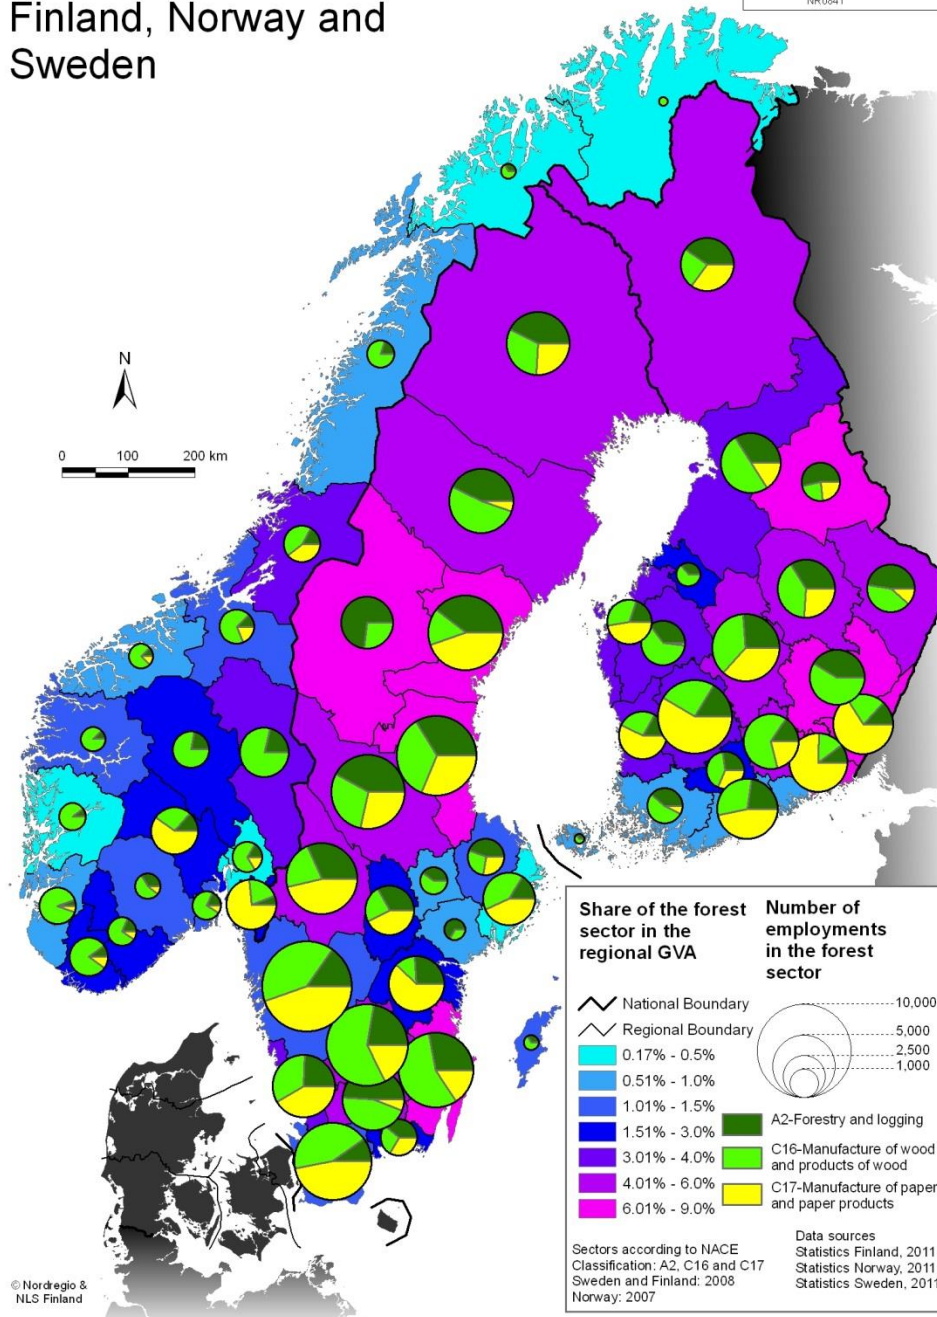 Finland, Norway and
Sweden
NR0841
N
0
200 km
Share of the forest
sector in the
regional GVA
National Boundary
Regional Boundary
0.17% - 0.5%
0.51% - 1.0%
1.01% - 1.5%
1.51% - 3.0%
3.01% - 4.0%
4.01% - 6.0%
6.01% - 9.0%
Number of
employments
in the forest
sector
10,000
5,000
2,500
1,000
A2-Forestry and logging
C16-Manufacture of wood
and products of wood
C17-Manufacture of paper
and paper products
Sectors according to NACE
Classification: A2, C16 and C17
Sweden and Finland: 2008
Norway: 2007
Data sources
Statistics Finland, 2011
Statistics Norway, 2011
Statistics Sweden, 2011
© Nordregio &
NLS Finland